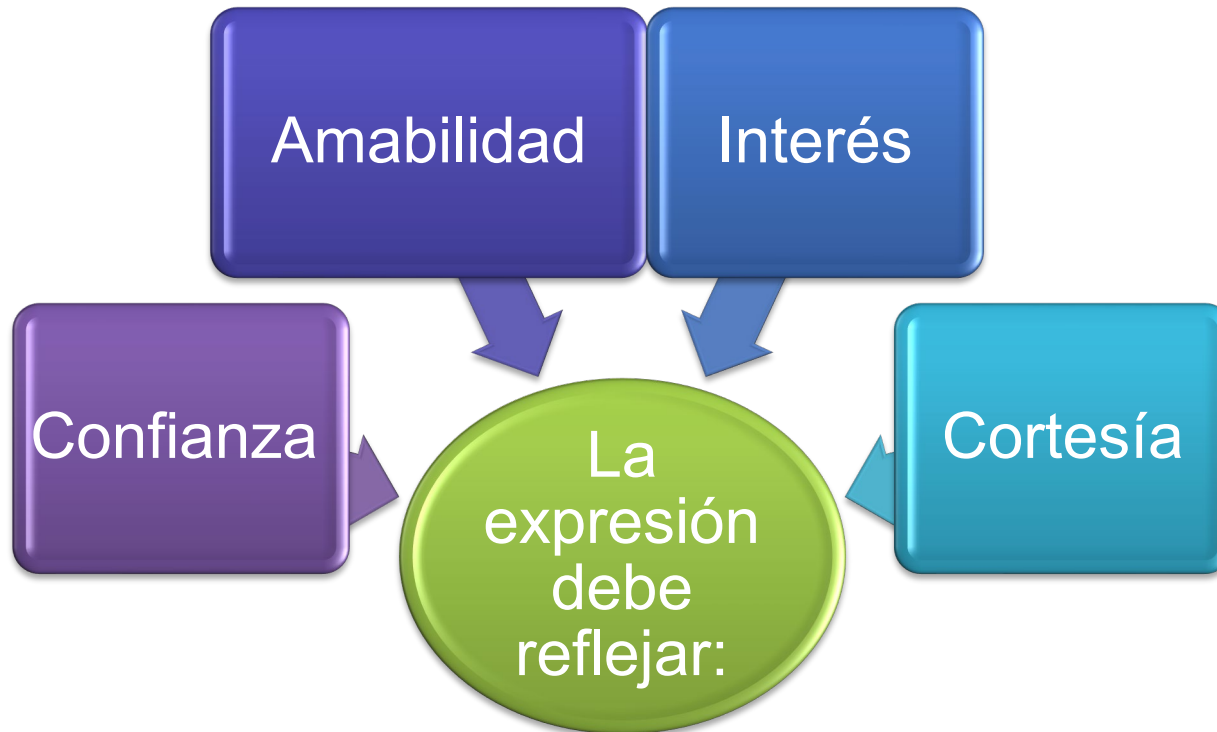 Amabilidad
Interés
Confianza
Cortesía
La
expresión
debe
reflejar: